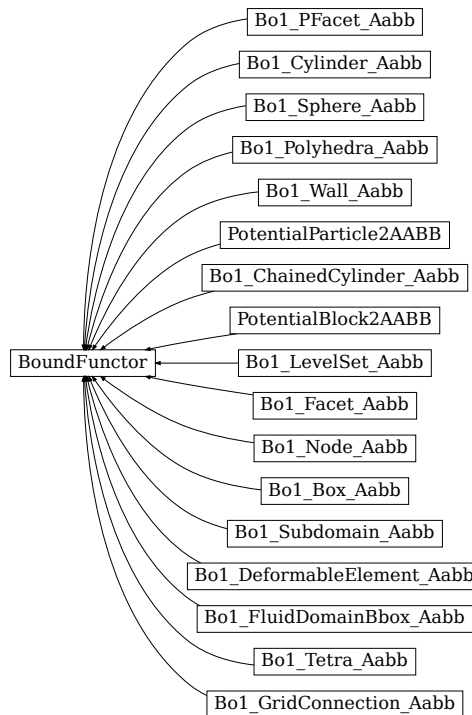 Bo1_PFacet_Aabb
Bo1_Cylinder_Aabb
Bo1_Sphere_Aabb
Bo1_Polyhedra_Aabb
Bo1_Wall_Aabb
PotentialParticle2AABB
Bo1_ChainedCylinder_Aabb
PotentialBlock2AABB
BoundFunctor
Bo1_LevelSet_Aabb
Bo1_Facet_Aabb
Bo1_Node_Aabb
Bo1_Box_Aabb
Bo1_Subdomain_Aabb
Bo1_DeformableElement_Aabb
Bo1_FluidDomainBbox_Aabb
Bo1_Tetra_Aabb
Bo1_GridConnection_Aabb